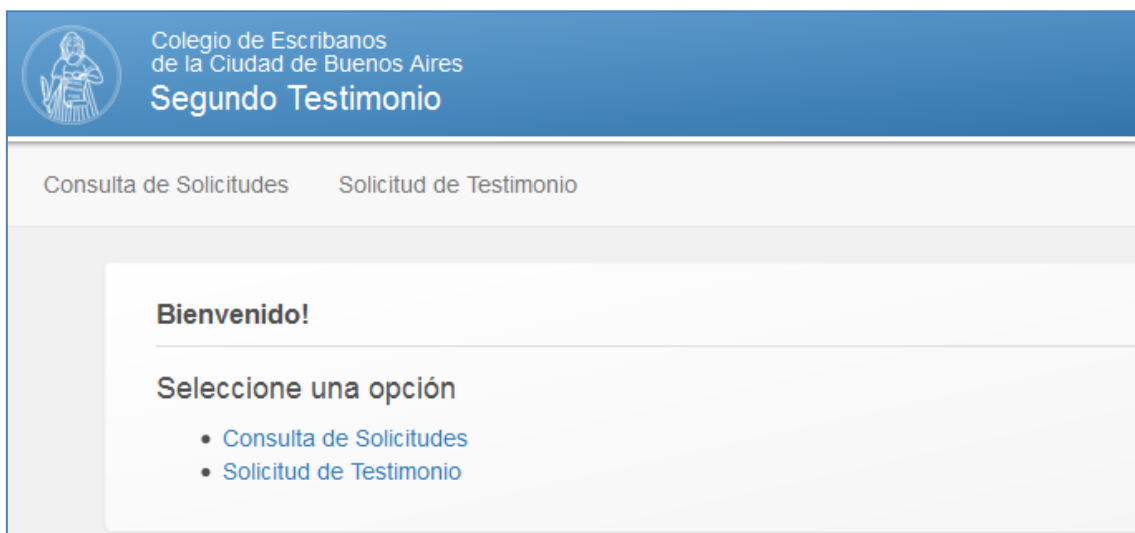 Colegio de Escribanos
de la Ciudad de Buenos Aires
Segundo Testimonio
Consulta de Solicitudes Solicitud de Testimonio
Bienvenido!
Seleccione una opción
• Consulta de Solicitudes
• Solicitud de Testimonio